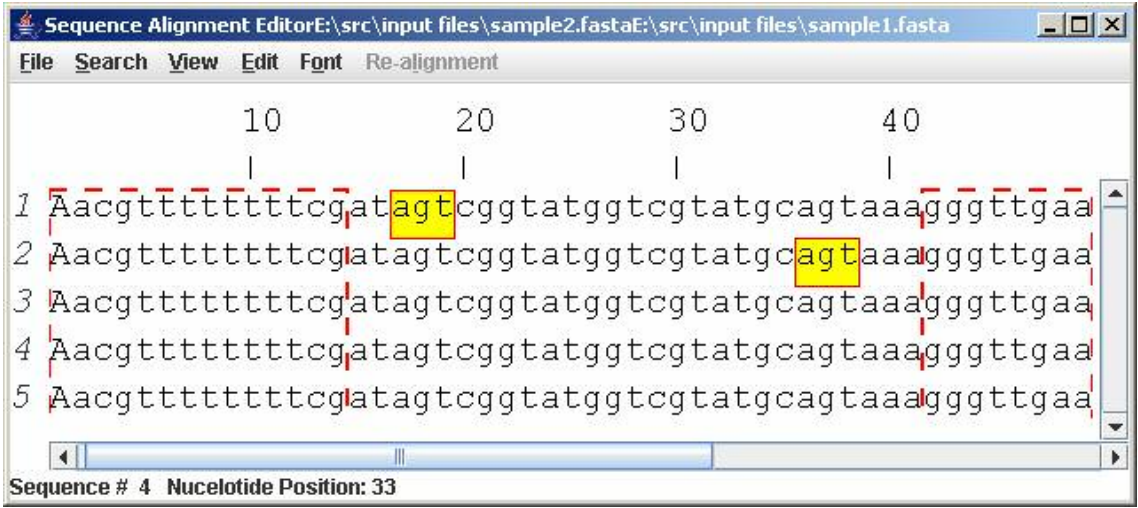 Sequence Alignment EditorE:\src\input files\sample2.fastaE:\src\input files\sample1.fasta
File Search View Edit Font Re-alignment
10 20 30 40
1 Aacgttttttttcgatagtcggtatggtcgtatgcagtaaagggttgaa
2 Aacgttttttttcgatagtcggtatggtcgtatgcagtaaagggttgaa
3 Aacgttttttttcgatagtcggtatggtcgtatgcagtaaagggttgaa
4 Aacgttttttttcgatagtcggtatggtcgtatgcagtaaagggttgaa
5 Aacgttttttttcgatagtcggtatggtcgtatgcagtaaagggttgaa
Sequence # 4 Nucelotide Position: 33